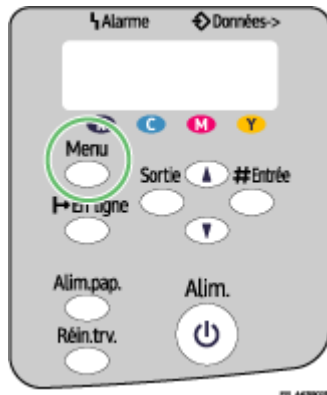 Alarme Données->
C M Y
Menu
Sortie #Entrée
En ligne
Alim.pap. Alim.
Réin.trv.